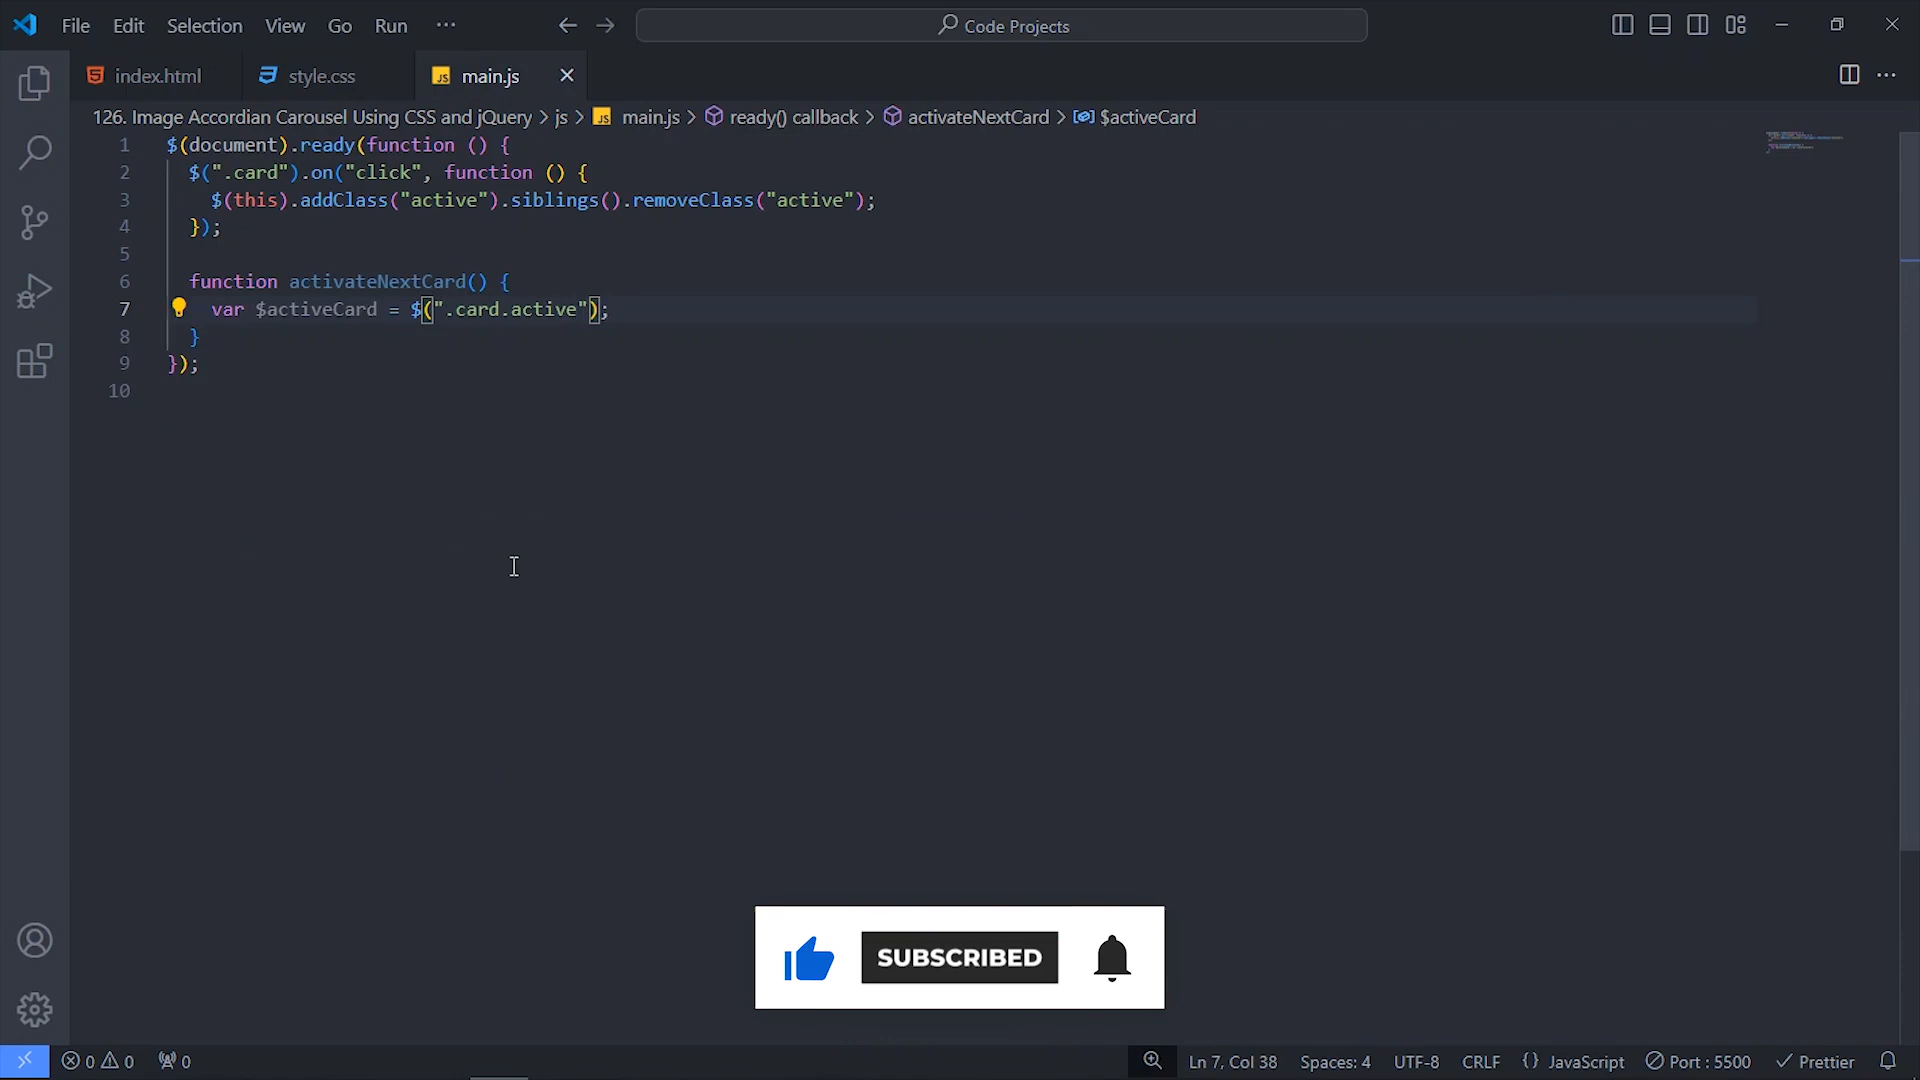 File Edit Selection View Go Run ··· Code Projects
index.html style.css JS main.js
126. Image Accordian Carousel Using CSS and jQuery > js > JS main.js > ready() callback > activateNextCard > $activeCard
1 $(document).ready(function () {
2 $(".card").on("click", function () {
3 $(this).addClass("active").siblings().removeClass("active");
4 });
5
6 function activateNextCard() {
7 var $activeCard = $(".card.active");
8 }
9 });
10
SUBSCRIBED
0 0 0 Ln 7, Col 38 Spaces: 4 UTF-8 CRLF {} JavaScript Port : 5500 Prettier